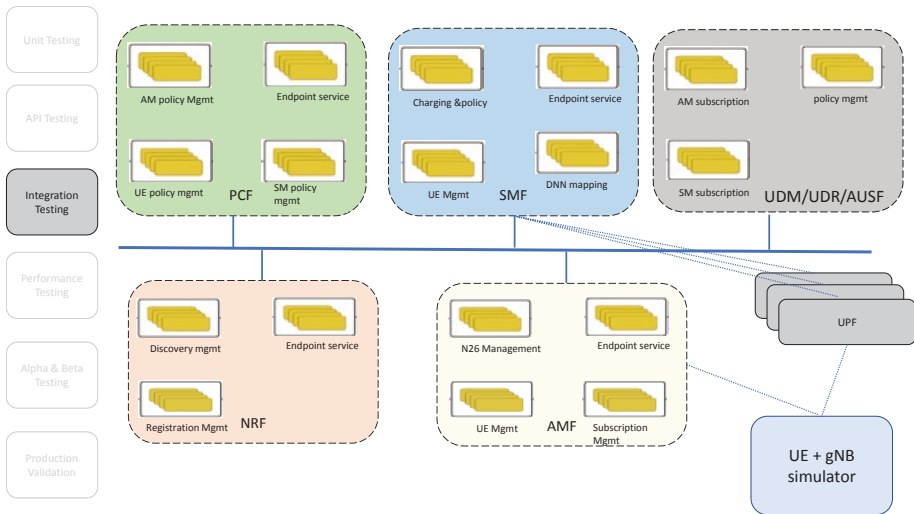 Unit Testing
API Testing
Integration
Testing
Performance
Testing
Alpha & Beta
Testing
Production
Validation
AM policy Mgmt
Endpoint service
UE policy mgmt
SM policy
mgmt
PCF
Charging &policy
Endpoint service
UE Mgmt
DNN mapping
SMF
AM subscription
policy mgmt
SM subscription
UDM/UDR/AUSF
Discovery mgmt
Endpoint service
Registration Mgmt
NRF
N26 Management
Endpoint service
UE Mgmt
Subscription
Mgmt
AMF
UPF
UE + gNB
simulator